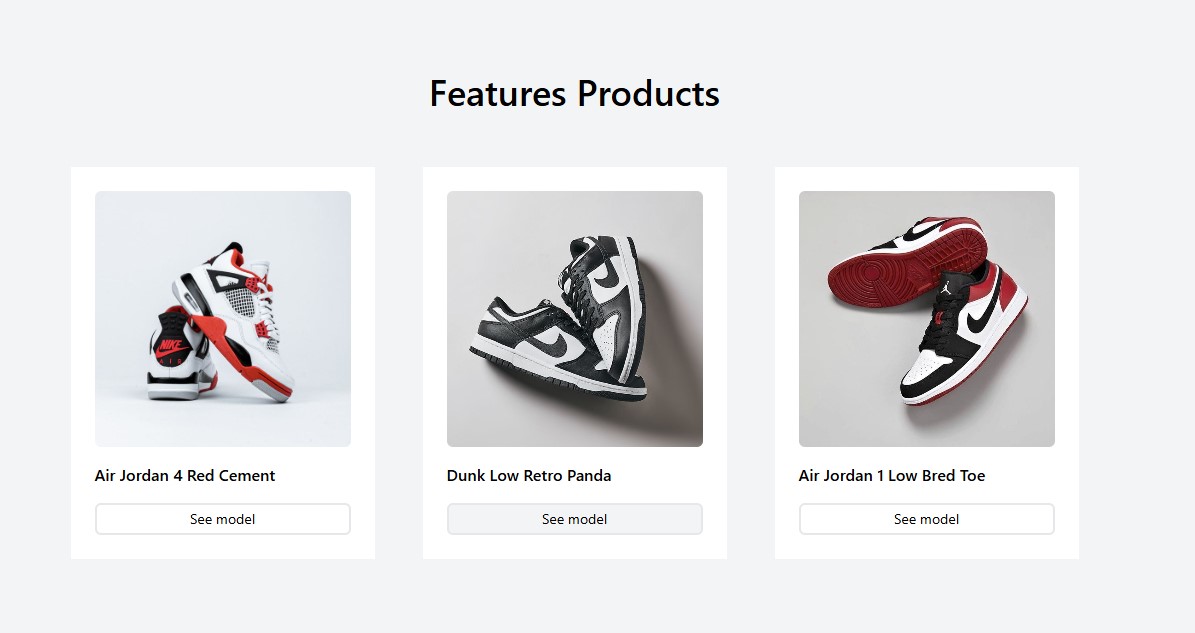 Features Products
NIKE
AIR
Air Jordan 4 Red Cement
Dunk Low Retro Panda
Air Jordan 1 Low Bred Toe
See model
See model
See model